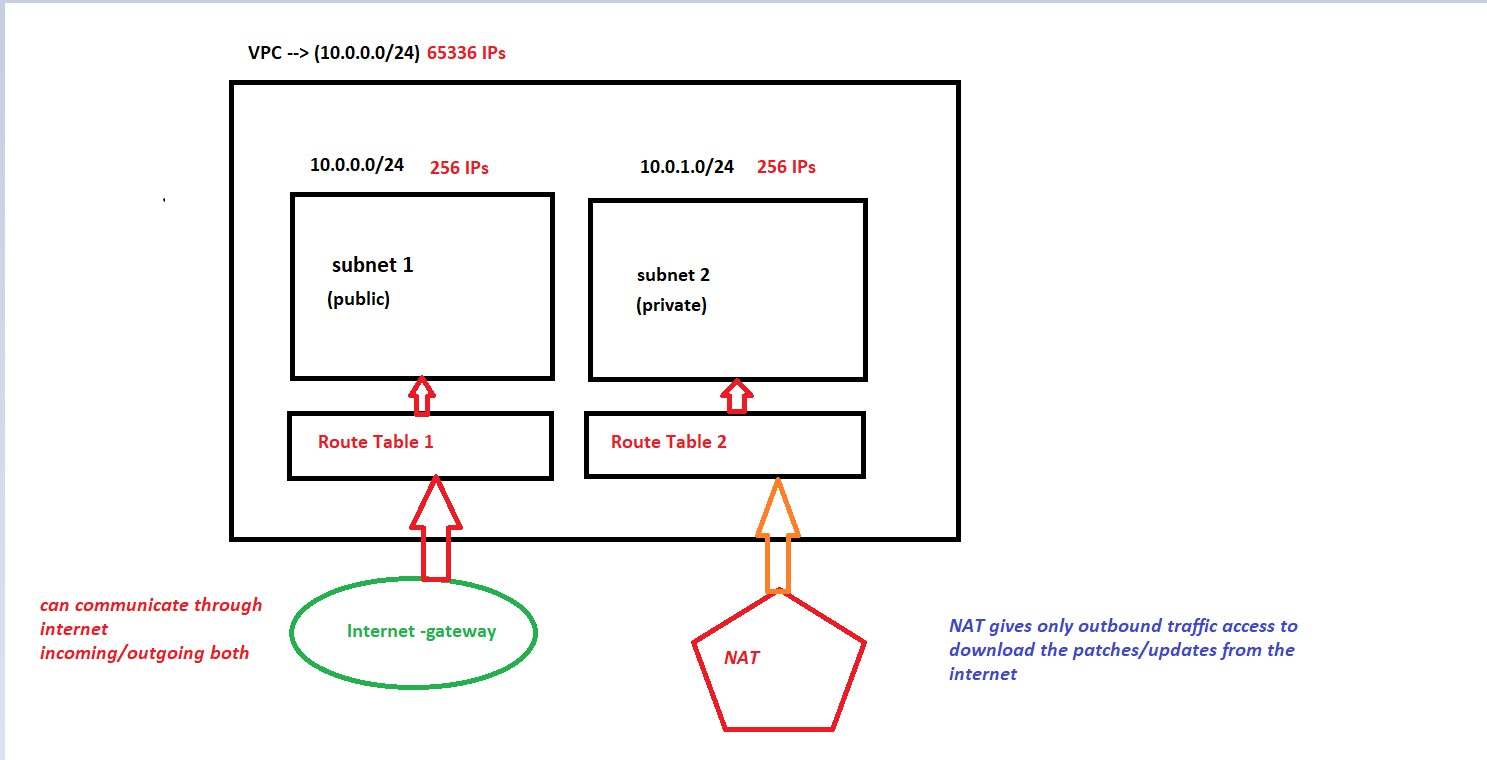 VPC --> (10.0.0.0/24) 65336 IPs
10.0.0.0/24 256 IPs
10.0.1.0/24 256 IPs
subnet 1
(public)
subnet 2
(private)
Route Table 1
Route Table 2
can communicate through
internet
incoming/outgoing both
Internet -gateway
NAT
NAT gives only outbound traffic access to
download the patches/updates from the
internet